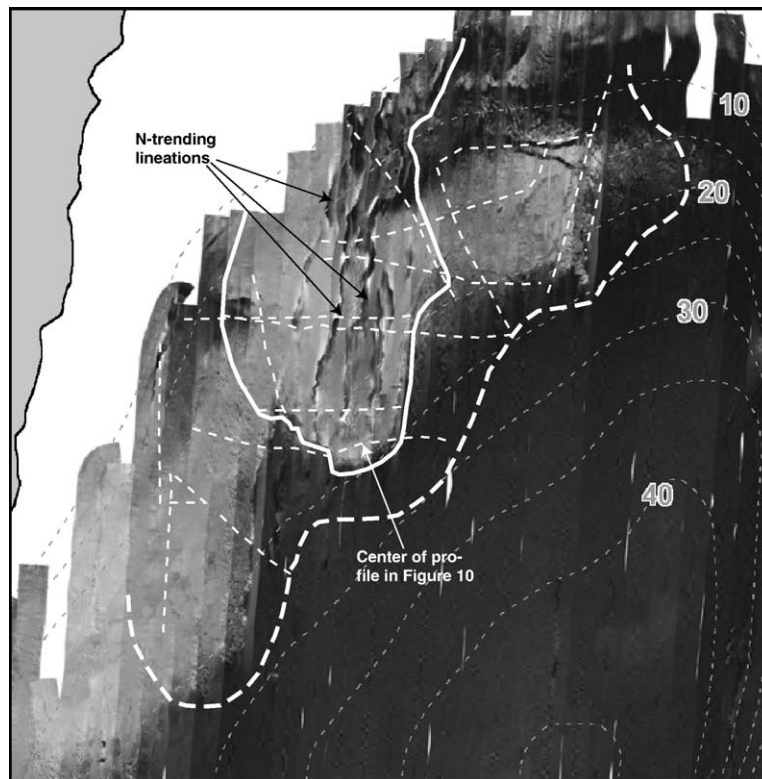 10
N-trending
lineations
20
30
40
Center of pro-
file in Figure 10